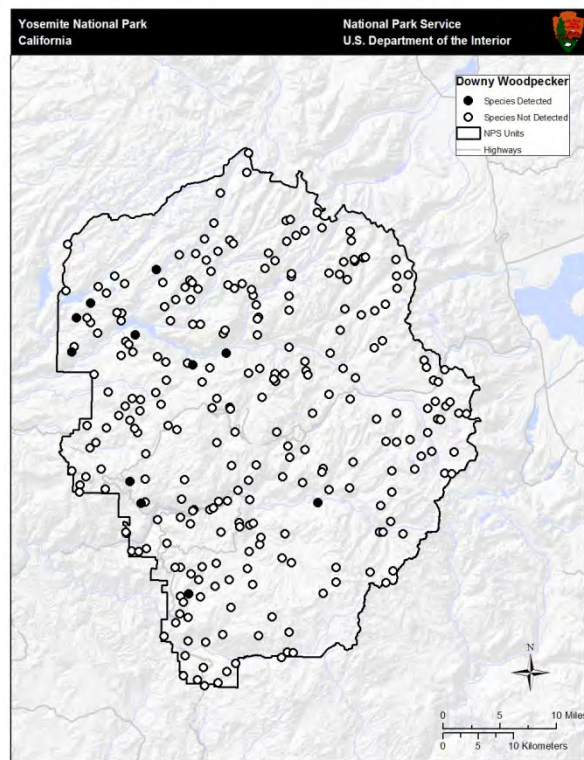 Yosemite National Park
California
National Park Service
U.S. Department of the Interior
Downy Woodpecker
Species Detected
Species Not Detected
NPS Units
Highways
N
0 5 10 Miles
0 5 10 Kilometers